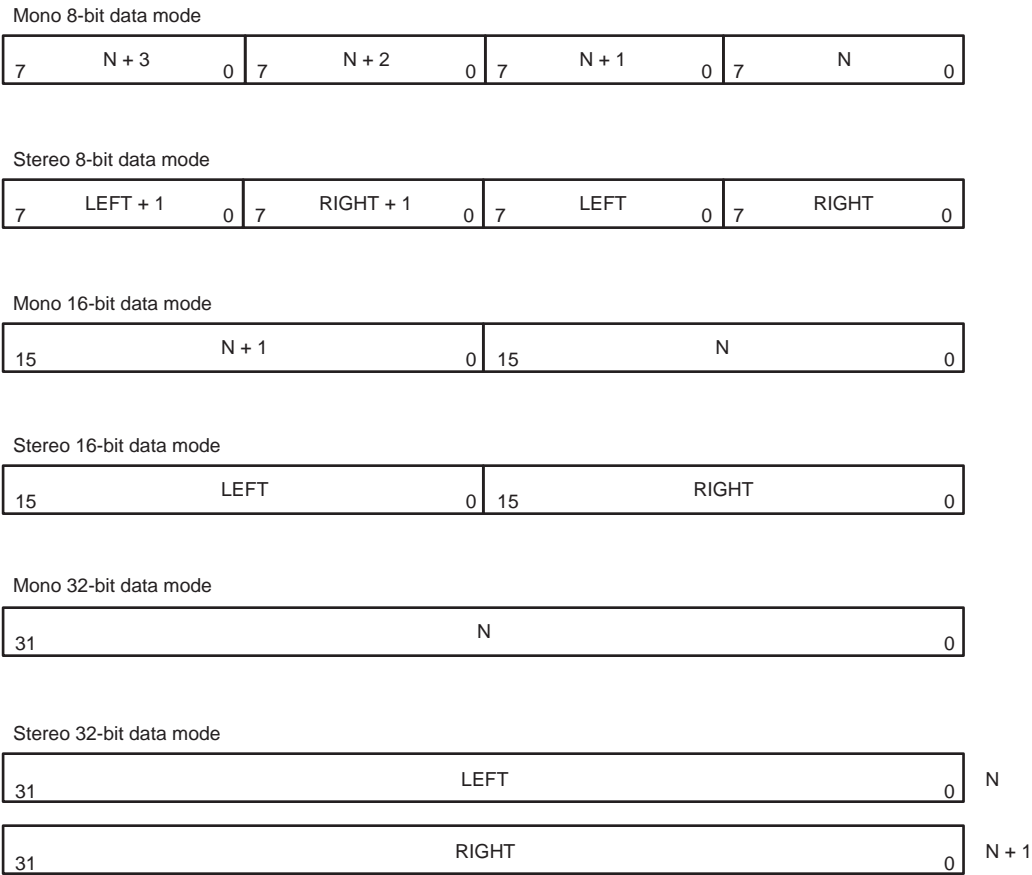 Mono 8-bit data mode
N + 3 N + 2 N + 1 N
7 0 7 0 7 0 7 0
Stereo 8-bit data mode
LEFT + 1 RIGHT + 1 LEFT RIGHT
7 0 7 0 7 0 7 0
Mono 16-bit data mode
N + 1 N
15 0 15 0
Stereo 16-bit data mode
LEFT RIGHT
15 0 15 0
Mono 32-bit data mode
N
31 0
Stereo 32-bit data mode
LEFT N
31 0
RIGHT N + 1
31 0